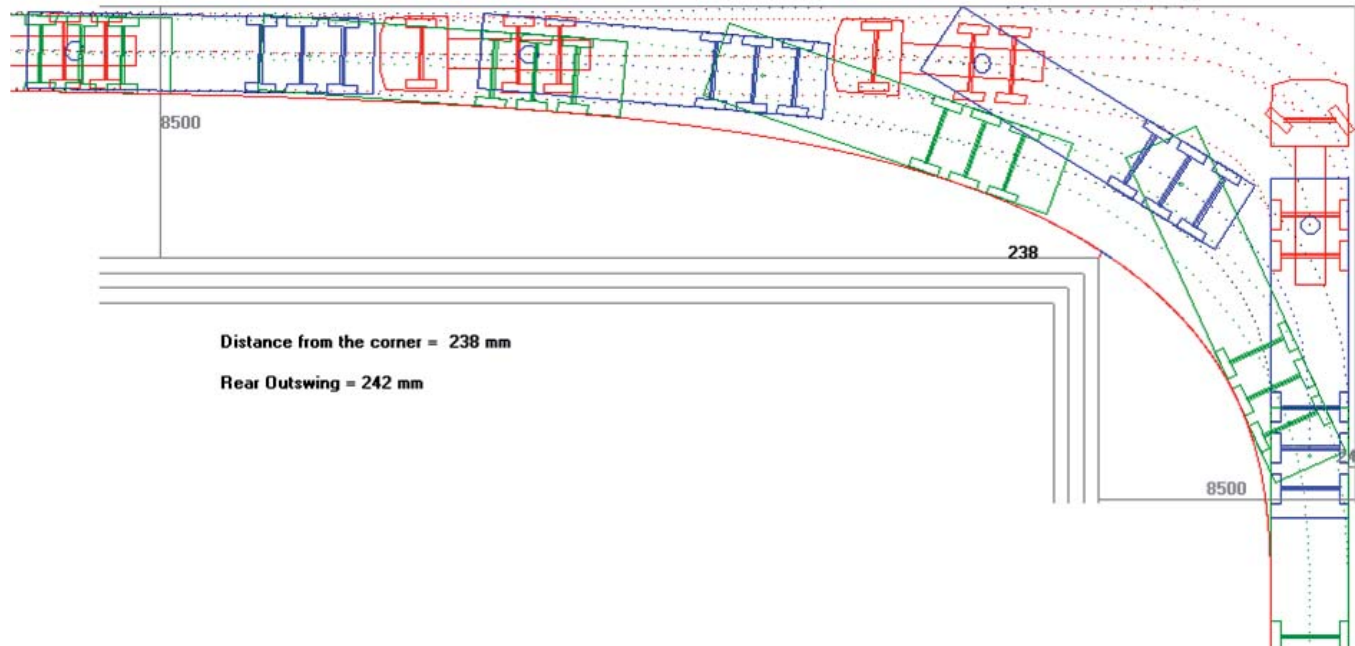 8500
238
Distance from the corner = 238 mm
Rear Outswing = 242 mm
8500